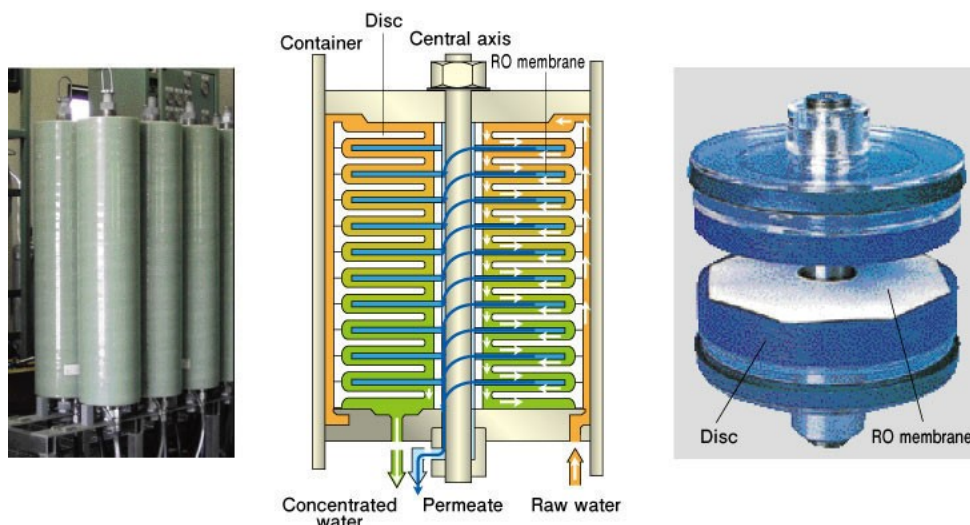 Disc
Container
Central axis
RO membrane
Concentrated
water
Permeate
Raw water
Disc
RO membrane